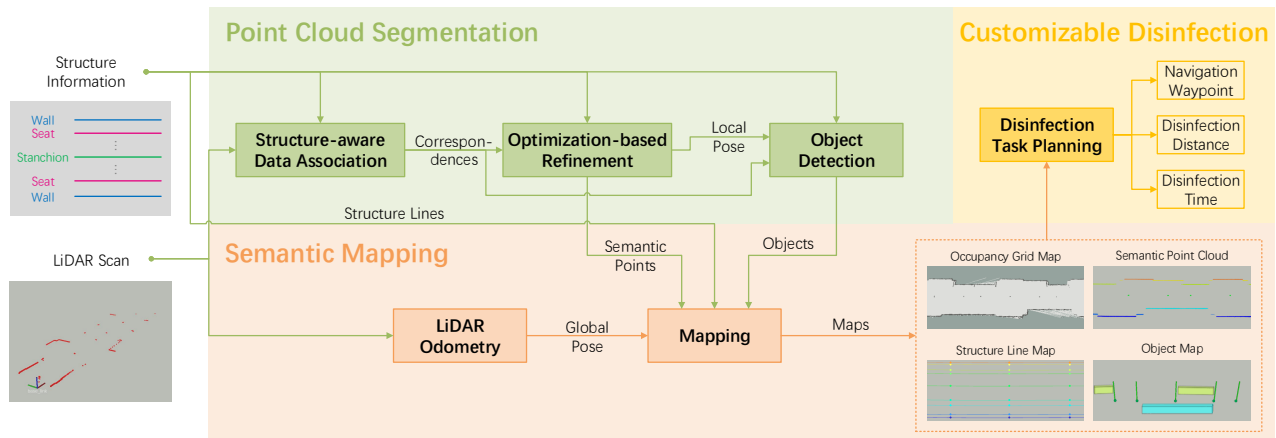 Point Cloud Segmentation
Customizable Disinfection
Structure
Information
Wall
Seat
Stanchion
Seat
Wall
Structure-aware
Data Association
Correspon-
dences
Optimization-based
Refinement
Local
Pose
Object
Detection
Disinfection
Task Planning
Navigation
Waypoint
Disinfection
Distance
Disinfection
Time
Structure Lines
Semantic Mapping
LiDAR Scan
Semantic
Points
Objects
LiDAR
Odometry
Global
Pose
Mapping
Maps
Occupancy Grid Map
Semantic Point Cloud
Structure Line Map
Object Map